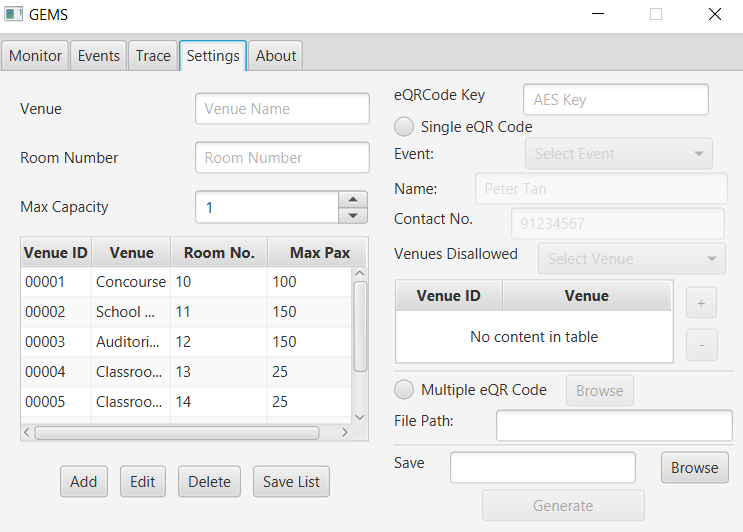 GEMS
Monitor Events Trace Settings About
Venue Venue Name
Room Number Room Number
Max Capacity 1
Venue ID Venue Room No. Max Pax
00001 Concourse 10 100
00002 School ... 11 150
00003 Auditori... 12 150
00004 Classroo... 13 25
00005 Classroo... 14 25
Add Edit Delete Save List
eQRCode Key AES Key
Single eQR Code
Event: Select Event
Name: Peter Tan
Contact No. 91234567
Venues Disallowed Select Venue
Venue ID Venue
No content in table
+
-
Multiple eQR Code Browse
File Path:
Save Browse
Generate